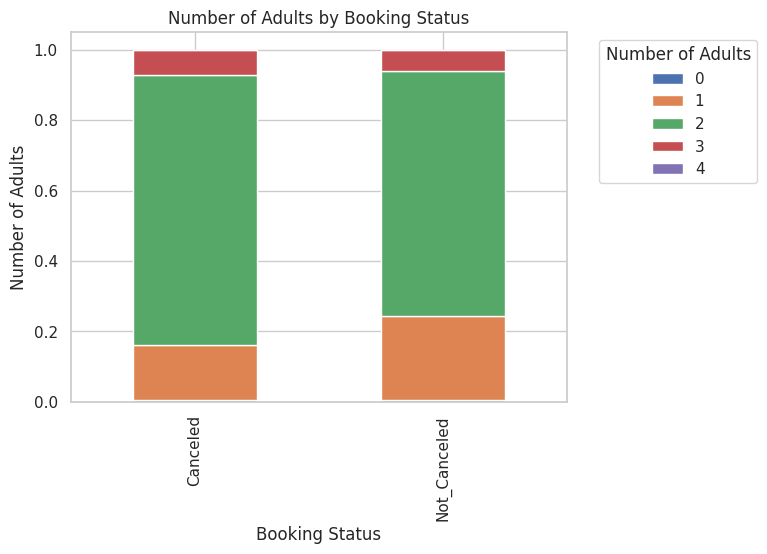 Number of Adults by Booking Status
Number of Adults
1.0
0.8
0.6
0.4
0.2
0.0
Canceled
Not_Canceled
Booking Status
Number of Adults
0
1
2
3
4